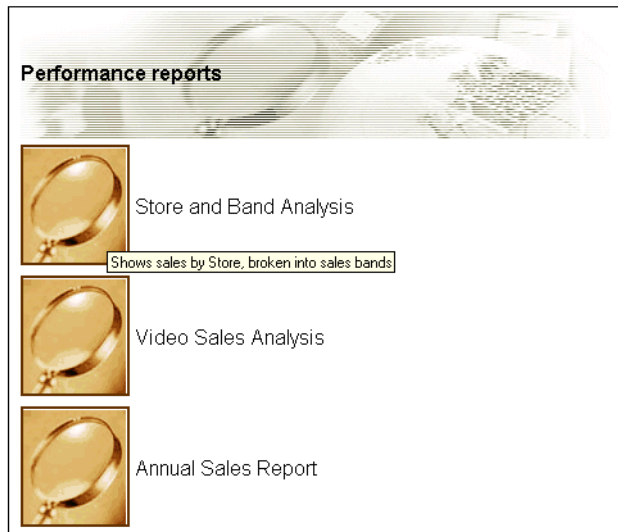 Performance reports
Store and Band Analysis
Shows sales by Store, broken into sales bands
Video Sales Analysis
Annual Sales Report